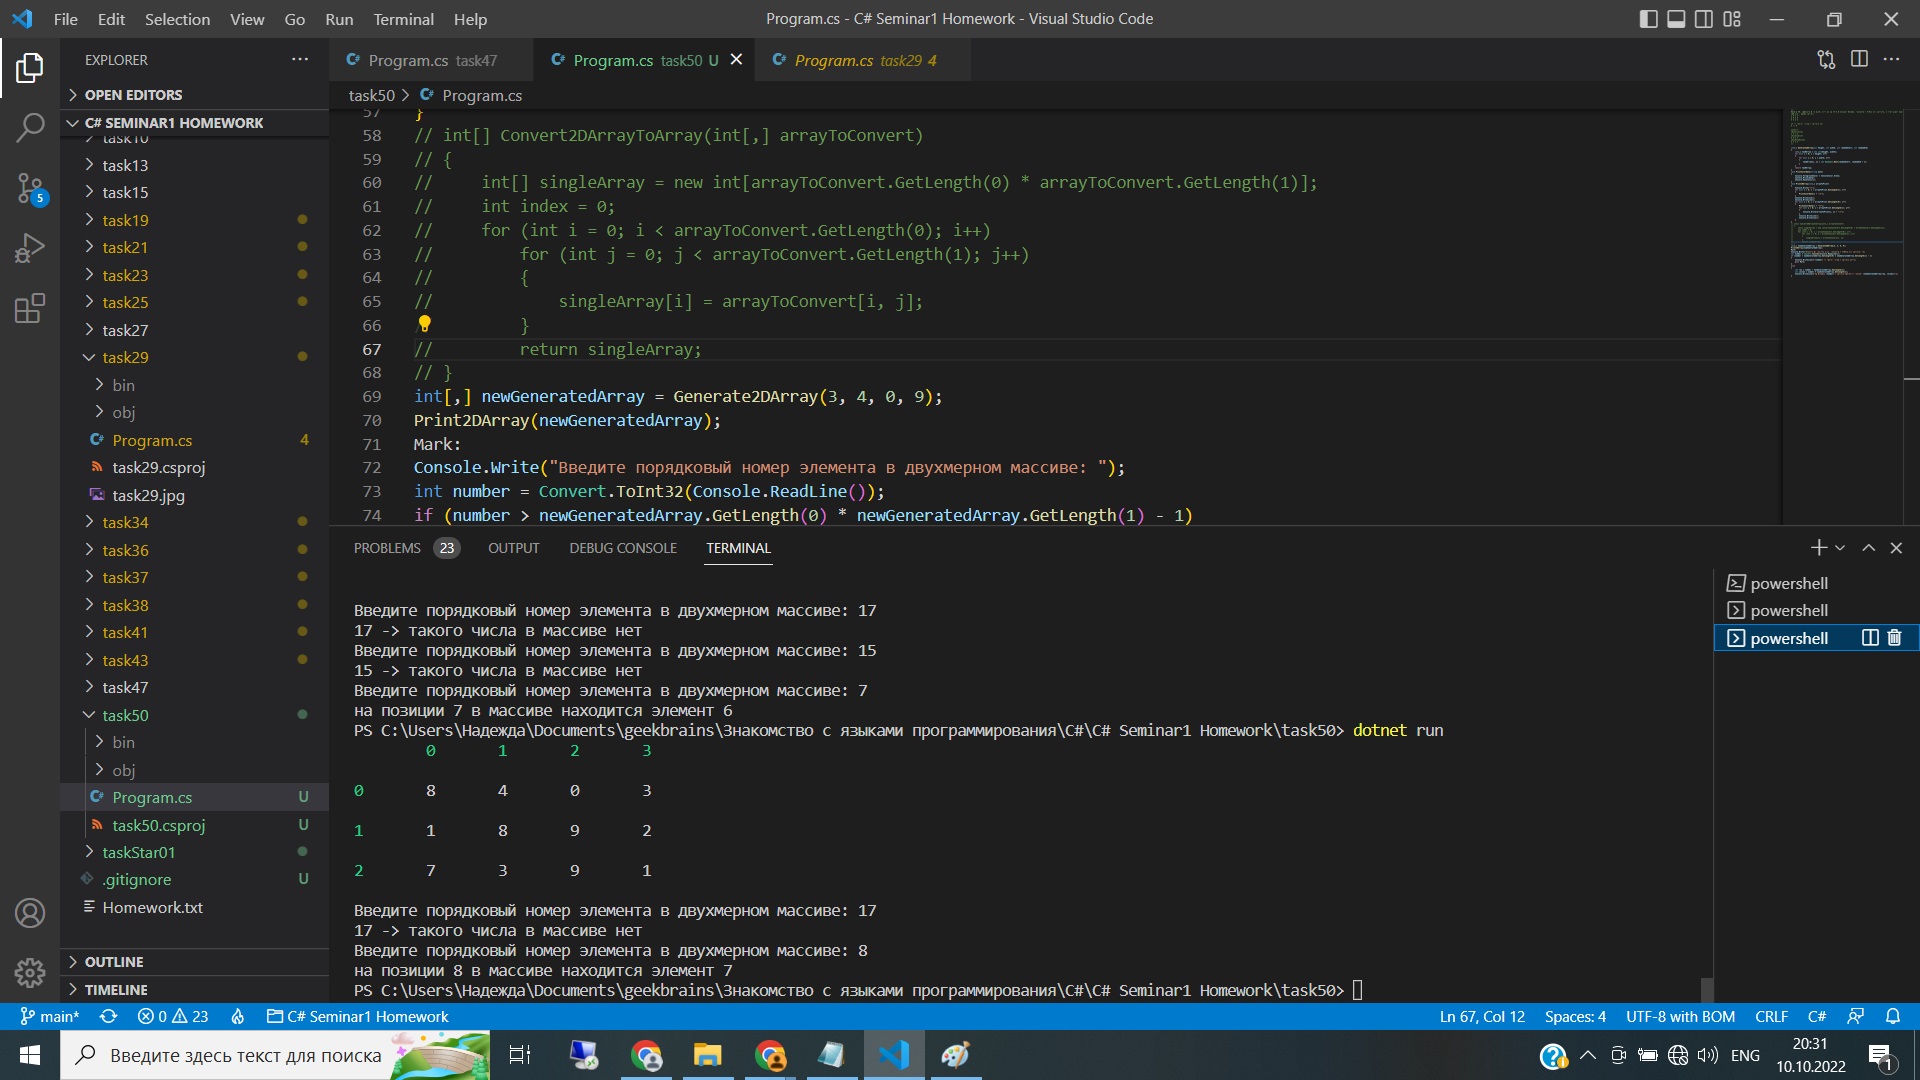 File Edit Selection View Go Run Terminal Help
Program.cs - C# Seminar1 Homework - Visual Studio Code
EXPLORER
OPEN EDITORS
C# SEMINAR1 HOMEWORK
task10
task13
task15
task19
task21
task23
task25
task27
task29
bin
obj
Program.cs 4
task29.csproj
task29.jpg
task34
task36
task37
task38
task41
task43
task47
task50
bin
obj
Program.cs U
task50.csproj U
taskStar01
.gitignore U
Homework.txt
OUTLINE
TIMELINE
5
Program.cs task47
Program.cs task50 U
Program.cs task29 4
task50 > Program.cs
57 }
58 // int[] Convert2DArrayToArray(int[,] arrayToConvert)
59 // {
60 //     int[] singleArray = new int[arrayToConvert.GetLength(0) * arrayToConvert.GetLength(1)];
61 //     int index = 0;
62 //     for (int i = 0; i < arrayToConvert.GetLength(0); i++)
63 //         for (int j = 0; j < arrayToConvert.GetLength(1); j++)
64 //         {
65 //             singleArray[i] = arrayToConvert[i, j];
66 /         }
67 //         return singleArray;
68 // }
69 int[,] newGeneratedArray = Generate2DArray(3, 4, 0, 9);
70 Print2DArray(newGeneratedArray);
71 Mark:
72 Console.Write("Введите порядковый номер элемента в двухмерном массиве: ");
73 int number = Convert.ToInt32(Console.ReadLine());
74 if (number > newGeneratedArray.GetLength(0) * newGeneratedArray.GetLength(1) - 1)
PROBLEMS 23 OUTPUT DEBUG CONSOLE TERMINAL
Введите порядковый номер элемента в двухмерном массиве: 17
17 -> такого числа в массиве нет
Введите порядковый номер элемента в двухмерном массиве: 15
15 -> такого числа в массиве нет
Введите порядковый номер элемента в двухмерном массиве: 7
на позиции 7 в массиве находится элемент 6
PS C:\Users\Надежда\Documents\geekbrains\Знакомство с языками программирования\C#\C# Seminar1 Homework\task50> dotnet run
0 1 2 3
0 8 4 0 3
1 1 8 9 2
2 7 3 9 1
Введите порядковый номер элемента в двухмерном массиве: 17
17 -> такого числа в массиве нет
Введите порядковый номер элемента в двухмерном массиве: 8
на позиции 8 в массиве находится элемент 7
PS C:\Users\Надежда\Documents\geekbrains\Знакомство с языками программирования\C#\C# Seminar1 Homework\task50>
powershell
powershell
powershell
main* 0 23 C# Seminar1 Homework
Ln 67, Col 12 Spaces: 4 UTF-8 with BOM CRLF C#
Введите здесь текст для поиска
ENG
20:31
10.10.2022
1